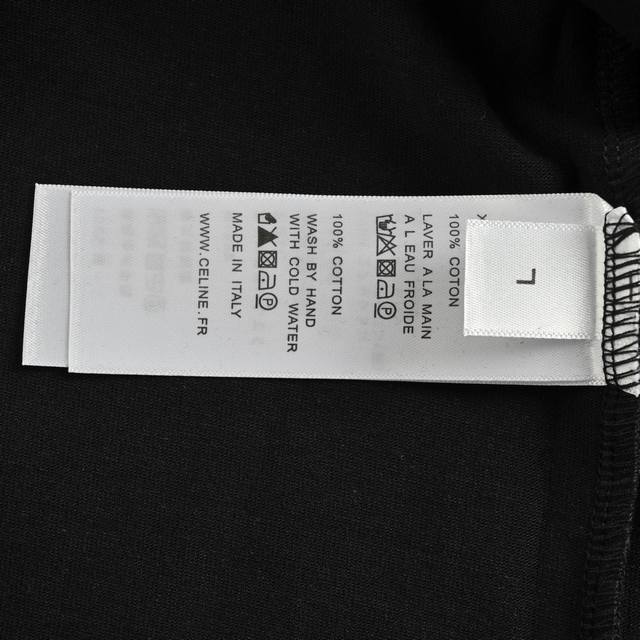 L
100% COTON
LAVER A LA MAIN
A L EAU FROIDE
100% COTTON
WASH BY HAND
WITH COLD WATER
MADE IN ITALY
WWW.CELINE.FR